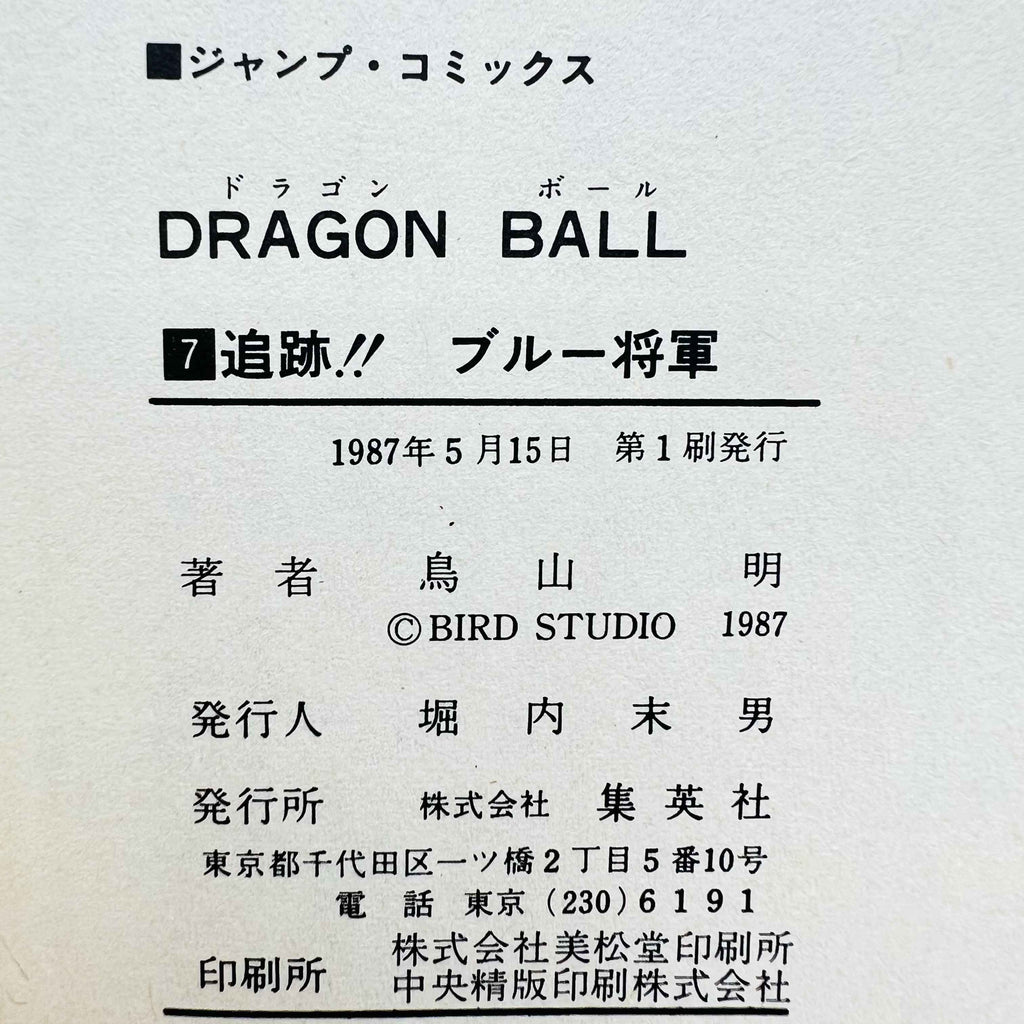 ■ジャンプ・コミックス
ドラゴン ボール
DRAGON BALL
7 追跡!! ブルー将軍
1987年5月15日 第1刷発行
著者 鳥山明
©BIRD STUDIO 1987
発行人 堀内末男
発行所 株式会社 集英社
東京都千代田区一ツ橋2丁目5番10号
電話 東京(230)6191
印刷所 株式会社美松堂印刷所
中央精版印刷株式会社